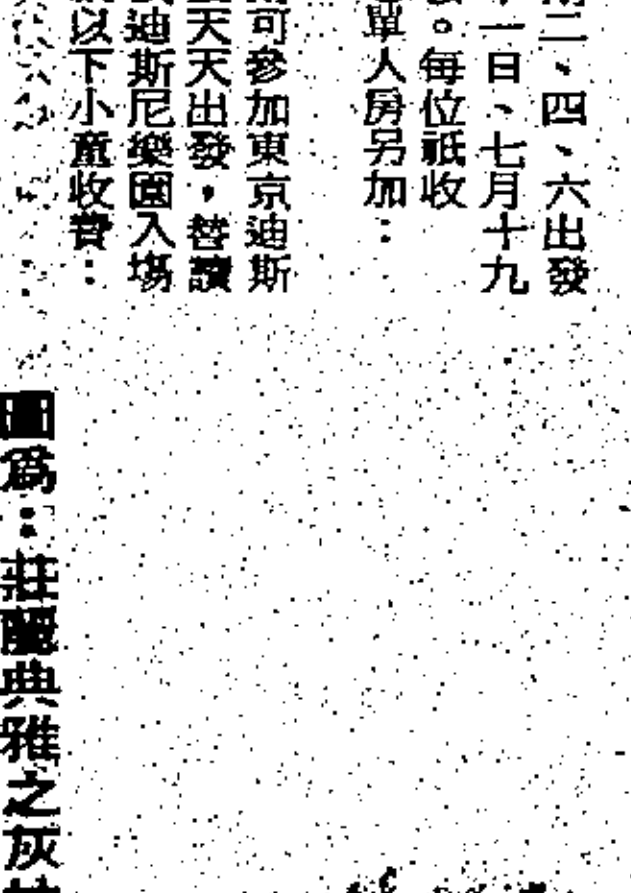 二、四、六出發
一日、七月十九
。每位祇收
單人房另加：
可參加東京迪斯
天天出發，替讀
迪斯尼樂園入場
以下小童收費：
圖為：莊麗典雅之灰